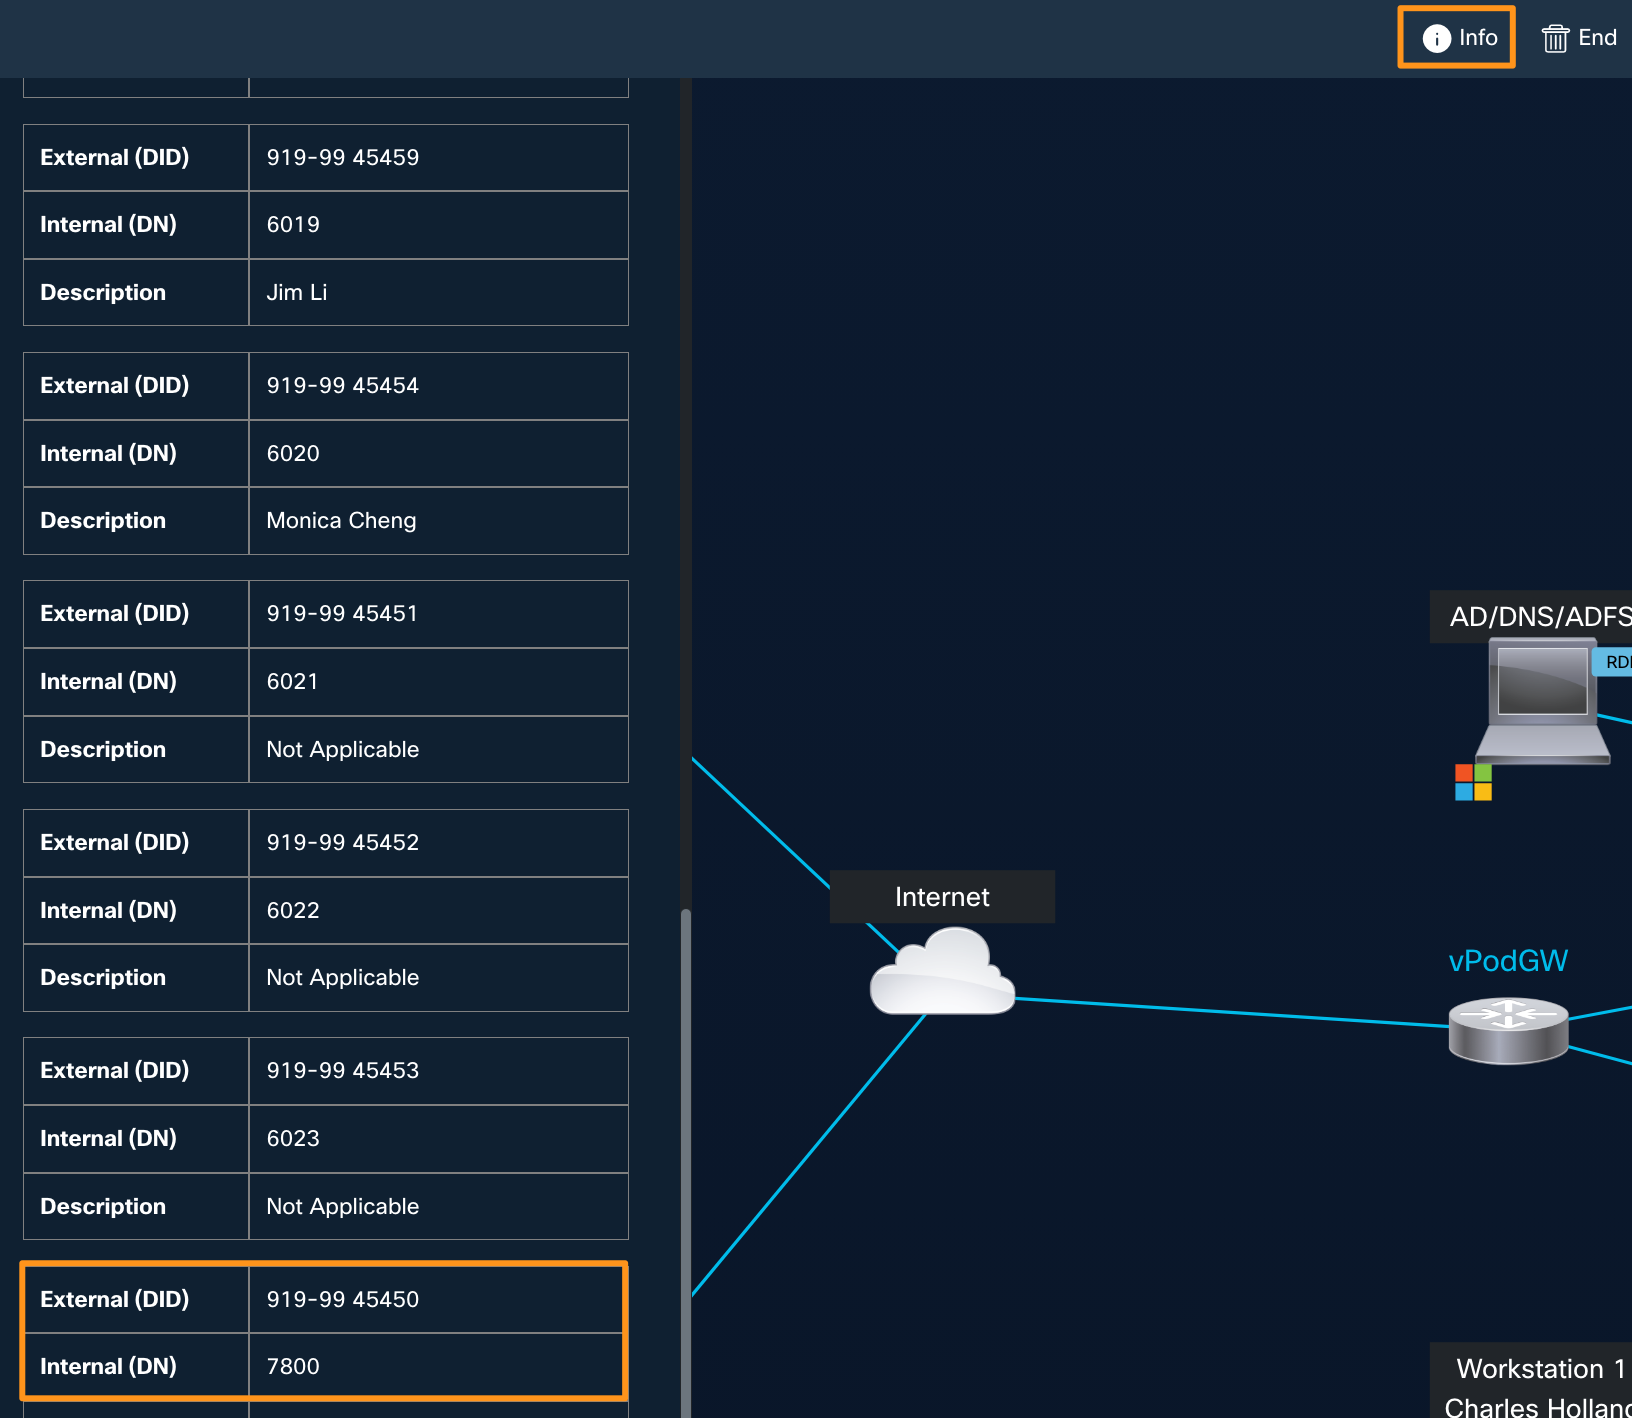 Info
End
External (DID) 919-99 45459
Internal (DN) 6019
Description Jim Li
External (DID) 919-99 45454
Internal (DN) 6020
Description Monica Cheng
External (DID) 919-99 45451
Internal (DN) 6021
Description Not Applicable
External (DID) 919-99 45452
Internal (DN) 6022
Description Not Applicable
External (DID) 919-99 45453
Internal (DN) 6023
Description Not Applicable
External (DID) 919-99 45450
Internal (DN) 7800
AD/DNS/ADFS
RD
Internet
vPodGW
Workstation 1
Charles Holland